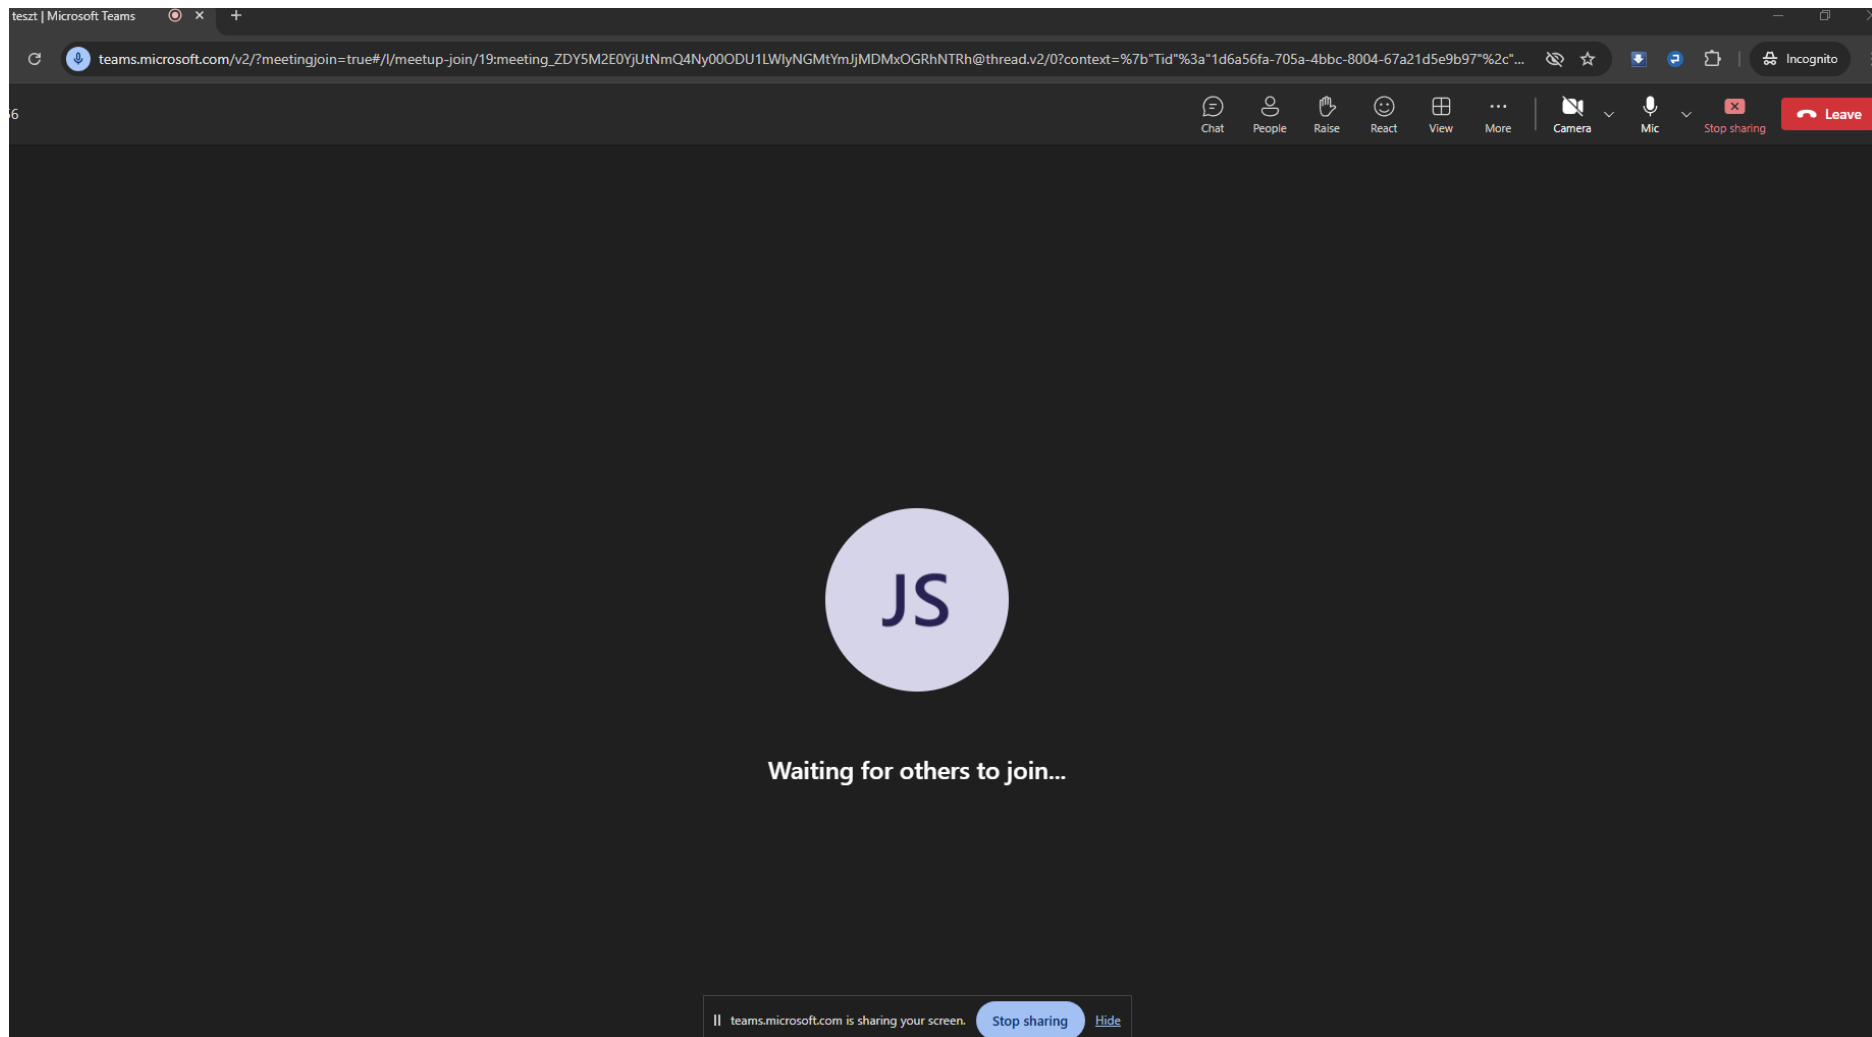 teszt | Microsoft Teams
teams.microsoft.com/v2/?meetingjoin=true#/l/meetup-join/19:meeting_ZDY5M2E0YjUtNmQ4Ny00ODU1LWIyNGMtYmJjMDMxOGRhNTRh@thread.v2/0?context=%7b"Tid"%3a"1d6a56fa-705a-4bbc-8004-67a21d5e9b97"%2c"...
Incognito
Chat People Raise React View More Camera Mic Stop sharing Leave
JS
Waiting for others to join...
teams.microsoft.com is sharing your screen. Stop sharing Hide